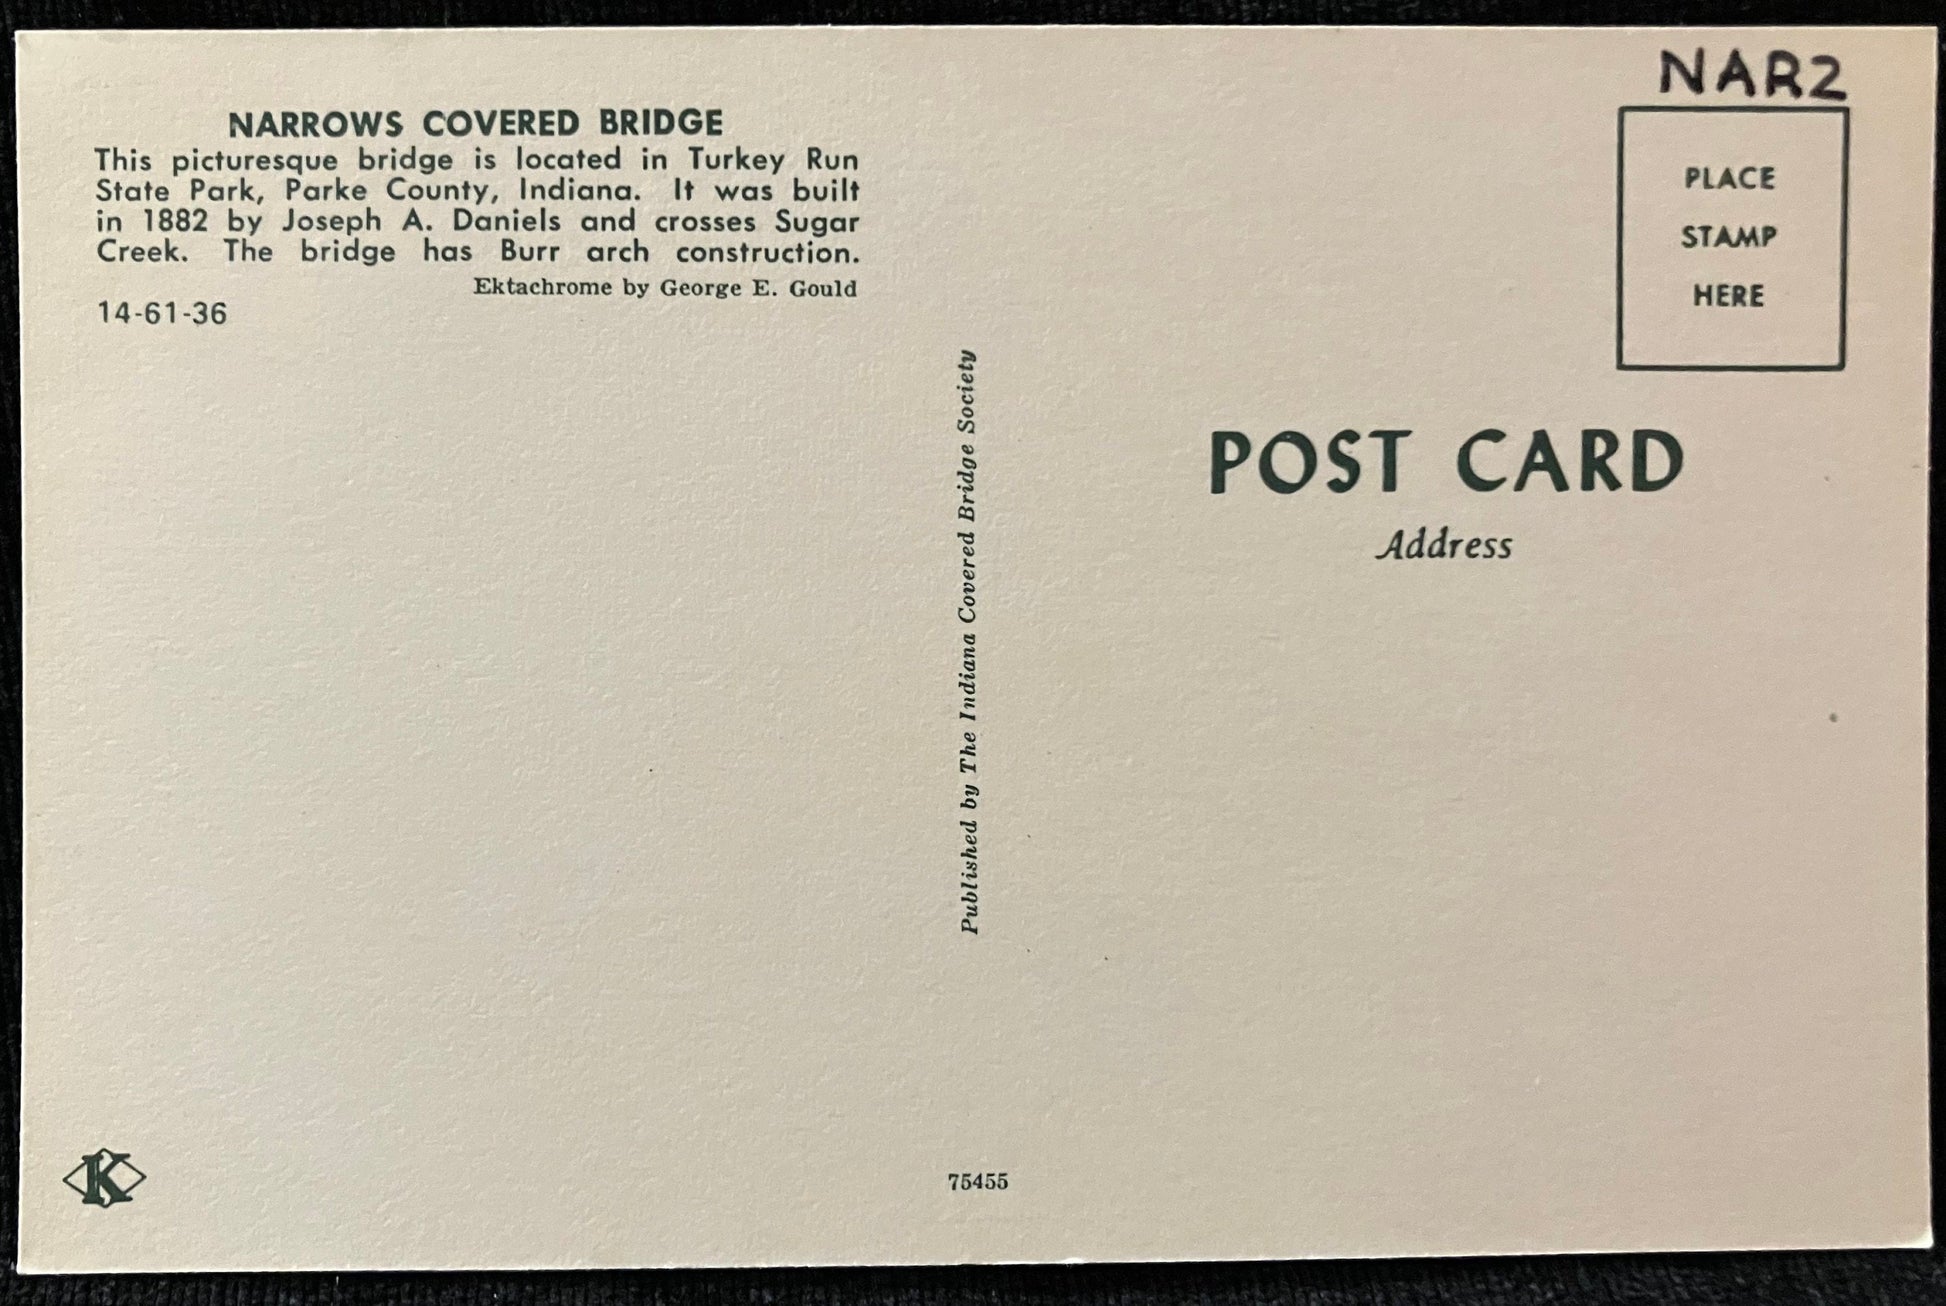 NAR2
NARROWS COVERED BRIDGE
This picturesque bridge is located in Turkey Run
State Park, Parke County, Indiana. It was built
in 1882 by Joseph A. Daniels and crosses Sugar
Creek. The bridge has Burr arch construction.
Ektachrome by George E. Gould
14-61-36
Published by The Indiana Covered Bridge Society
PLACE
STAMP
HERE
POST CARD
Address
K
75455